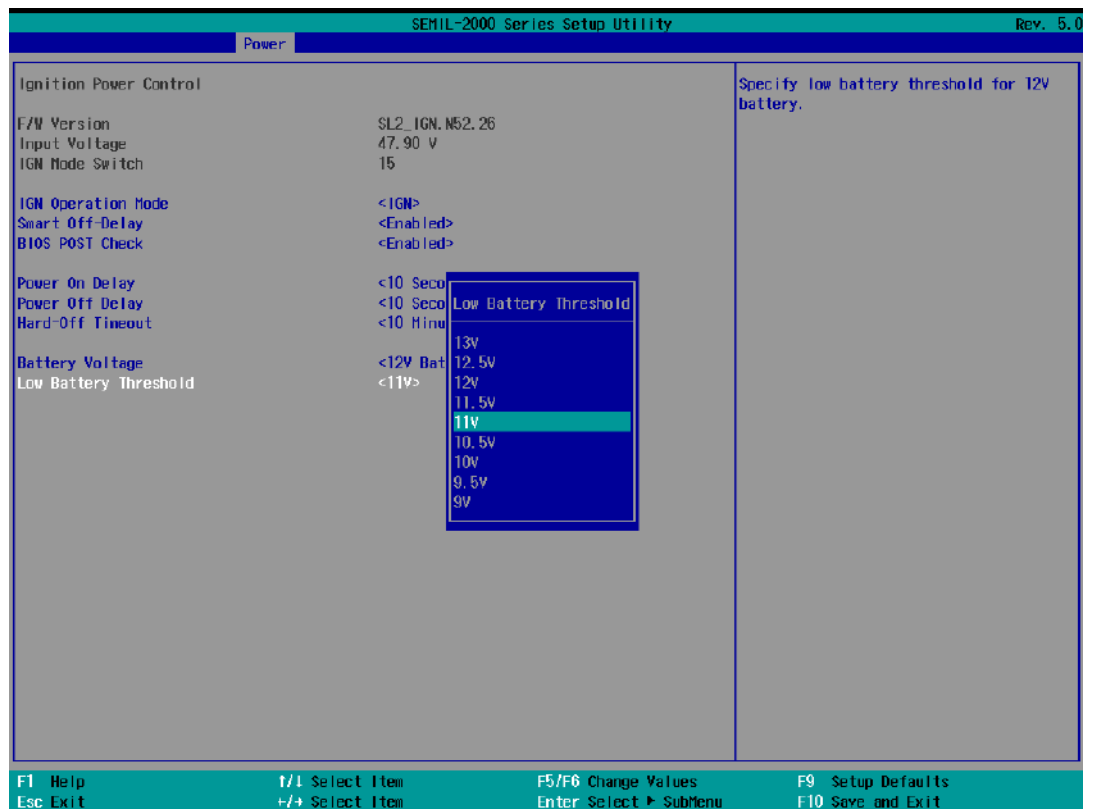 SEMIL-2000 Series Setup Utility Rev. 5.0
Power
Ignition Power Control
Specify low battery threshold for 12V
battery.
F/W Version SL2_IGN.N52.26
Input Voltage 47.90 V
IGN Mode Switch 15
IGN Operation Mode <IGN>
Smart Off-Delay <Enabled>
BIOS POST Check <Enabled>
Power On Delay <10 Seco
Power Off Delay <10 Seco
Hard-Off Timeout <10 Minu
Battery Voltage <12V Bat
Low Battery Threshold <11V>
Low Battery Threshold
13V
12.5V
12V
11.5V
11V
10.5V
10V
9.5V
9V
F1 Help ↑/↓ Select Item F5/F6 Change Values F9 Setup Defaults
Esc Exit ←/→ Select Item Enter Select ► SubMenu F10 Save and Exit